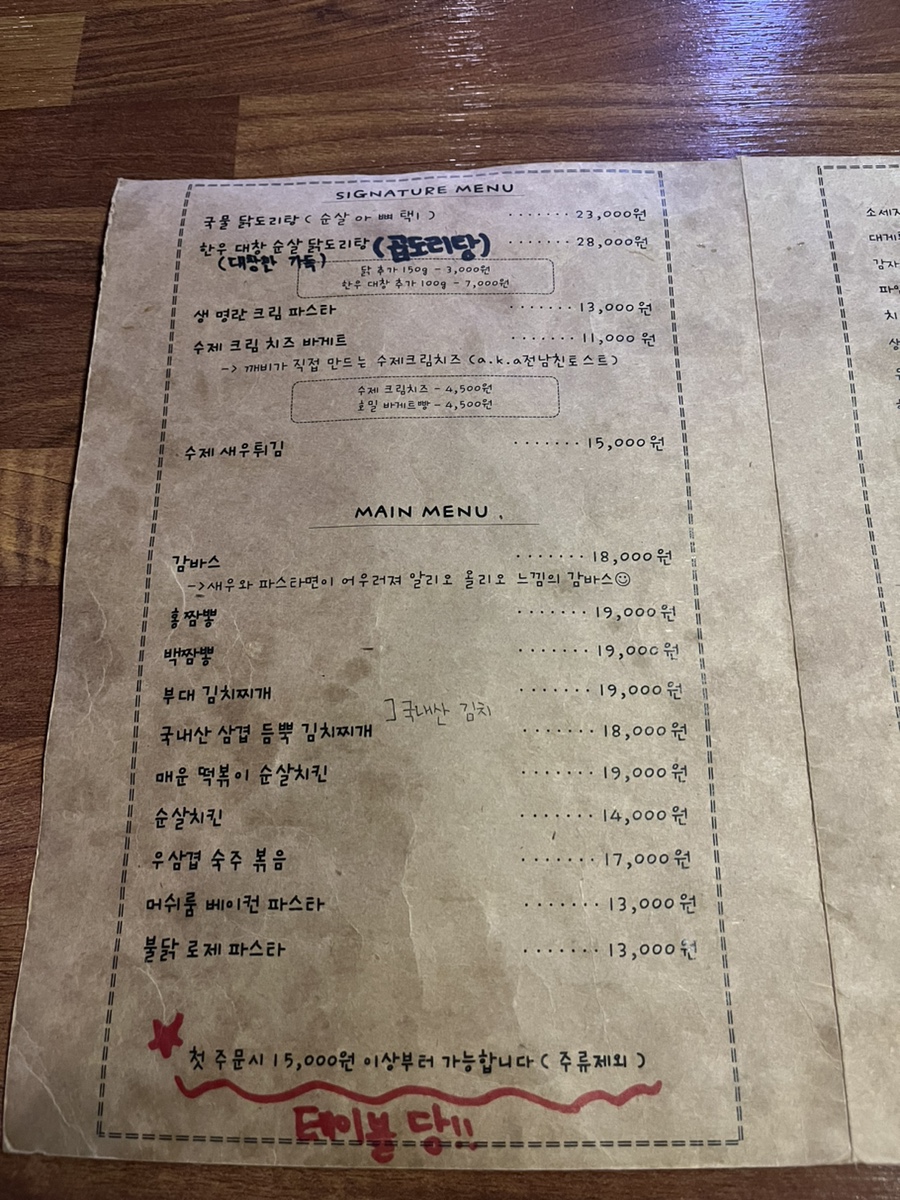 SIGNATURE MENU
국물 닭도리탕 ( 순살 or 뼈 택1 ) ······· 23,000원
한우 대창 순살 닭도리탕 (곱도리탕) ······· 28,000원
(대창만 가득)
닭 추가 150g - 3,000원
한우 대창 추가 100g - 7,000원
생 명란 크림 파스타 ······· 13,000원
수제 크림 치즈 바게트 ······· 11,000 원
-> 깨비가 직접 만드는 수제크림치즈 (a.k.a전남친토스트)
수제 크림치즈 - 4,500원
호밀 바게트빵 - 4,500원
수제 새우튀김 ······· 15,000원
MAIN MENU
감바스 ······· 18,000원
->새우와 파스타면이 어우러져 알리오 올리오 느낌의 감바스☺
홍짬뽕 ······· 19,000원
백짬뽕 ······· 19,000원
부대 김치찌개 ······· 19,000원
]국내산 김치
국내산 삼겹 듬뿍 김치찌개 ······· 18,000원
매운 떡볶이 순살치킨 ······· 19,000원
순살치킨 ······· 14,000원
우삼겹 숙주 볶음 ······· 17,000원
머쉬룸 베이컨 파스타 ······· 13,000원
불닭 로제 파스타 ······· 13,000원
첫 주문시 15,000원 이상부터 가능합니다 ( 주류제외 )
테이블 당!!
소세지
대게
감자